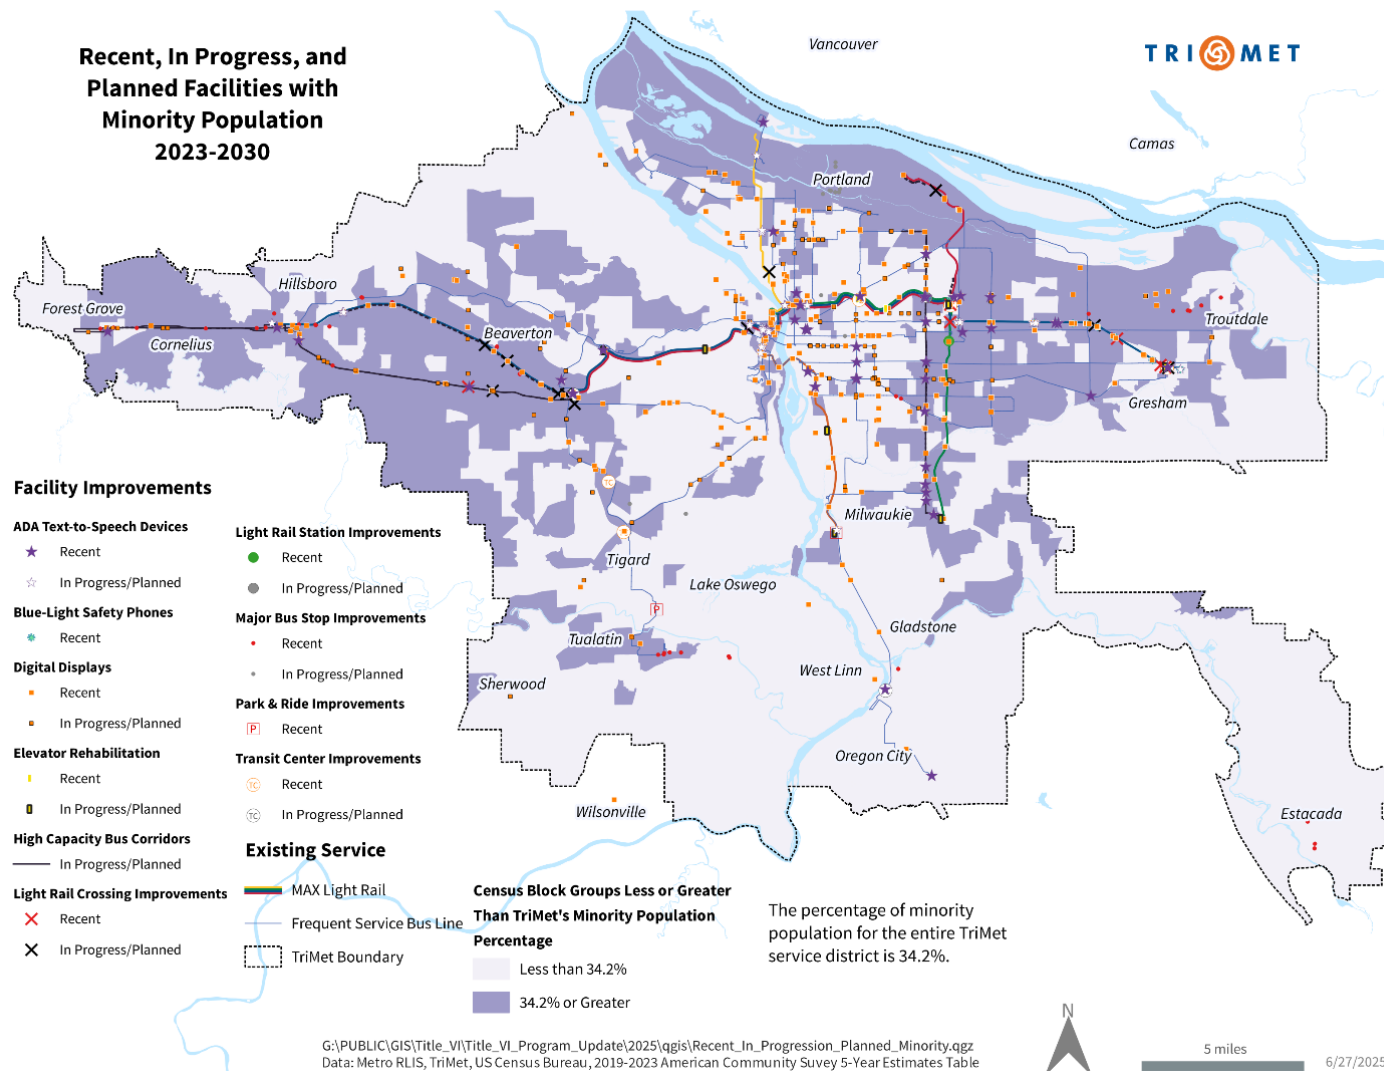 Recent, In Progress, and
Planned Facilities with
Minority Population
2023-2030
TRI MET
Vancouver
Camas
Portland
Hillsboro
Forest Grove
Cornelius
Beaverton
Troutdale
Gresham
Milwaukie
Tigard
Lake Oswego
Gladstone
Tualatin
West Linn
Sherwood
Oregon City
Wilsonville
Estacada
TC
TC
P
P
TC
Facility Improvements
ADA Text-to-Speech Devices
Recent
In Progress/Planned
Blue-Light Safety Phones
Recent
Digital Displays
Recent
In Progress/Planned
Elevator Rehabilitation
Recent
In Progress/Planned
High Capacity Bus Corridors
In Progress/Planned
Light Rail Crossing Improvements
Recent
In Progress/Planned
Light Rail Station Improvements
Recent
In Progress/Planned
Major Bus Stop Improvements
Recent
In Progress/Planned
Park & Ride Improvements
P Recent
Transit Center Improvements
TC Recent
TC In Progress/Planned
Existing Service
MAX Light Rail
Frequent Service Bus Line
TriMet Boundary
Census Block Groups Less or Greater
Than TriMet's Minority Population
Percentage
Less than 34.2%
34.2% or Greater
The percentage of minority
population for the entire TriMet
service district is 34.2%.
G:\PUBLIC\GIS\Title_VI\Title_VI_Program_Update\2025\qgis\Recent_In_Progression_Planned_Minority.qgz
Data: Metro RLIS, TriMet, US Census Bureau, 2019-2023 American Community Suvey 5-Year Estimates Table
N
5 miles
6/27/2025